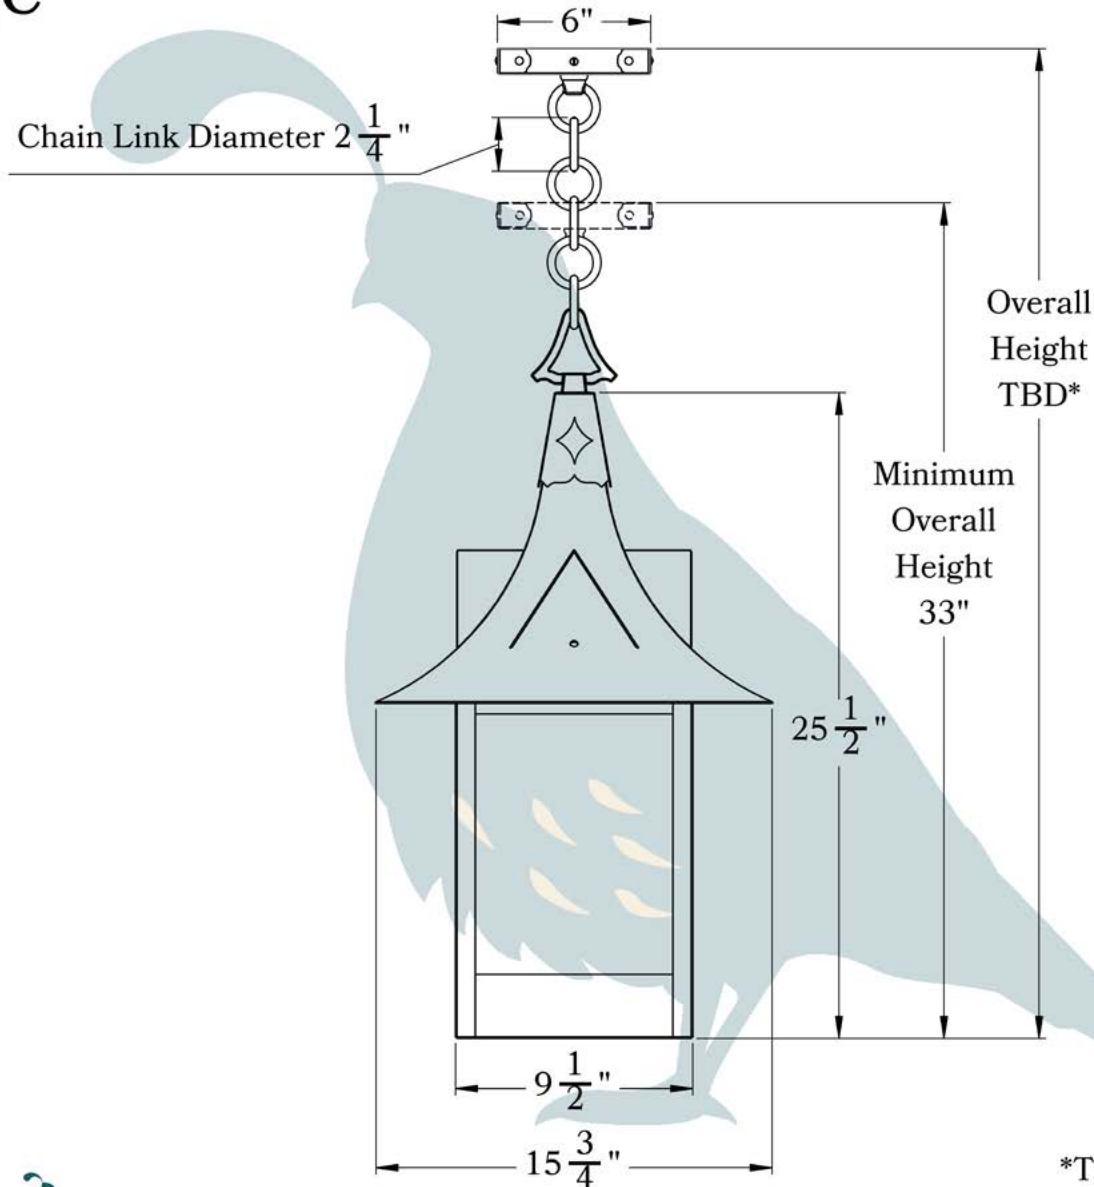 6"
Chain Link Diameter 2 1/4"
Overall
Height
TBD*
Minimum
Overall
Height
33"
25 1/2"
9 1/2"
15 3/4"